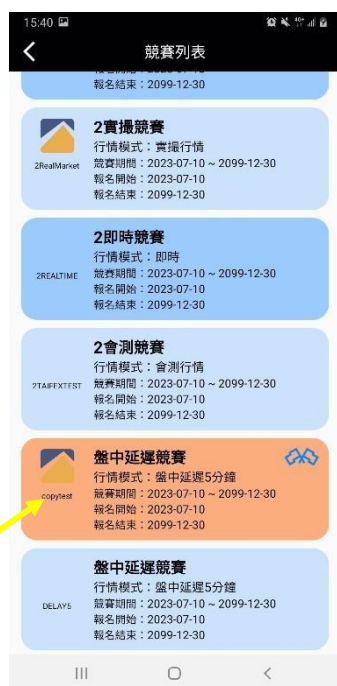 15:40
競賽列表
報名結束：2099-12-30
2實撮競賽
行情模式：實撮行情
2RealMarket
競賽期間：2023-07-10 ~ 2099-12-30
報名開始：2023-07-10
報名結束：2099-12-30
2即時競賽
行情模式：即時
2REALTIME
競賽期間：2023-07-10 ~ 2099-12-30
報名開始：2023-07-10
報名結束：2099-12-30
2會測競賽
行情模式：會測行情
2TAIFEXTEST
競賽期間：2023-07-10 ~ 2099-12-30
報名開始：2023-07-10
報名結束：2099-12-30
盤中延遲競賽
行情模式：盤中延遲5分鐘
copytest
競賽期間：2023-07-10 ~ 2099-12-30
報名開始：2023-07-10
報名結束：2099-12-30
盤中延遲競賽
行情模式：盤中延遲5分鐘
DELAY5
競賽期間：2023-07-10 ~ 2099-12-30
報名開始：2023-07-10
報名結束：2099-12-30